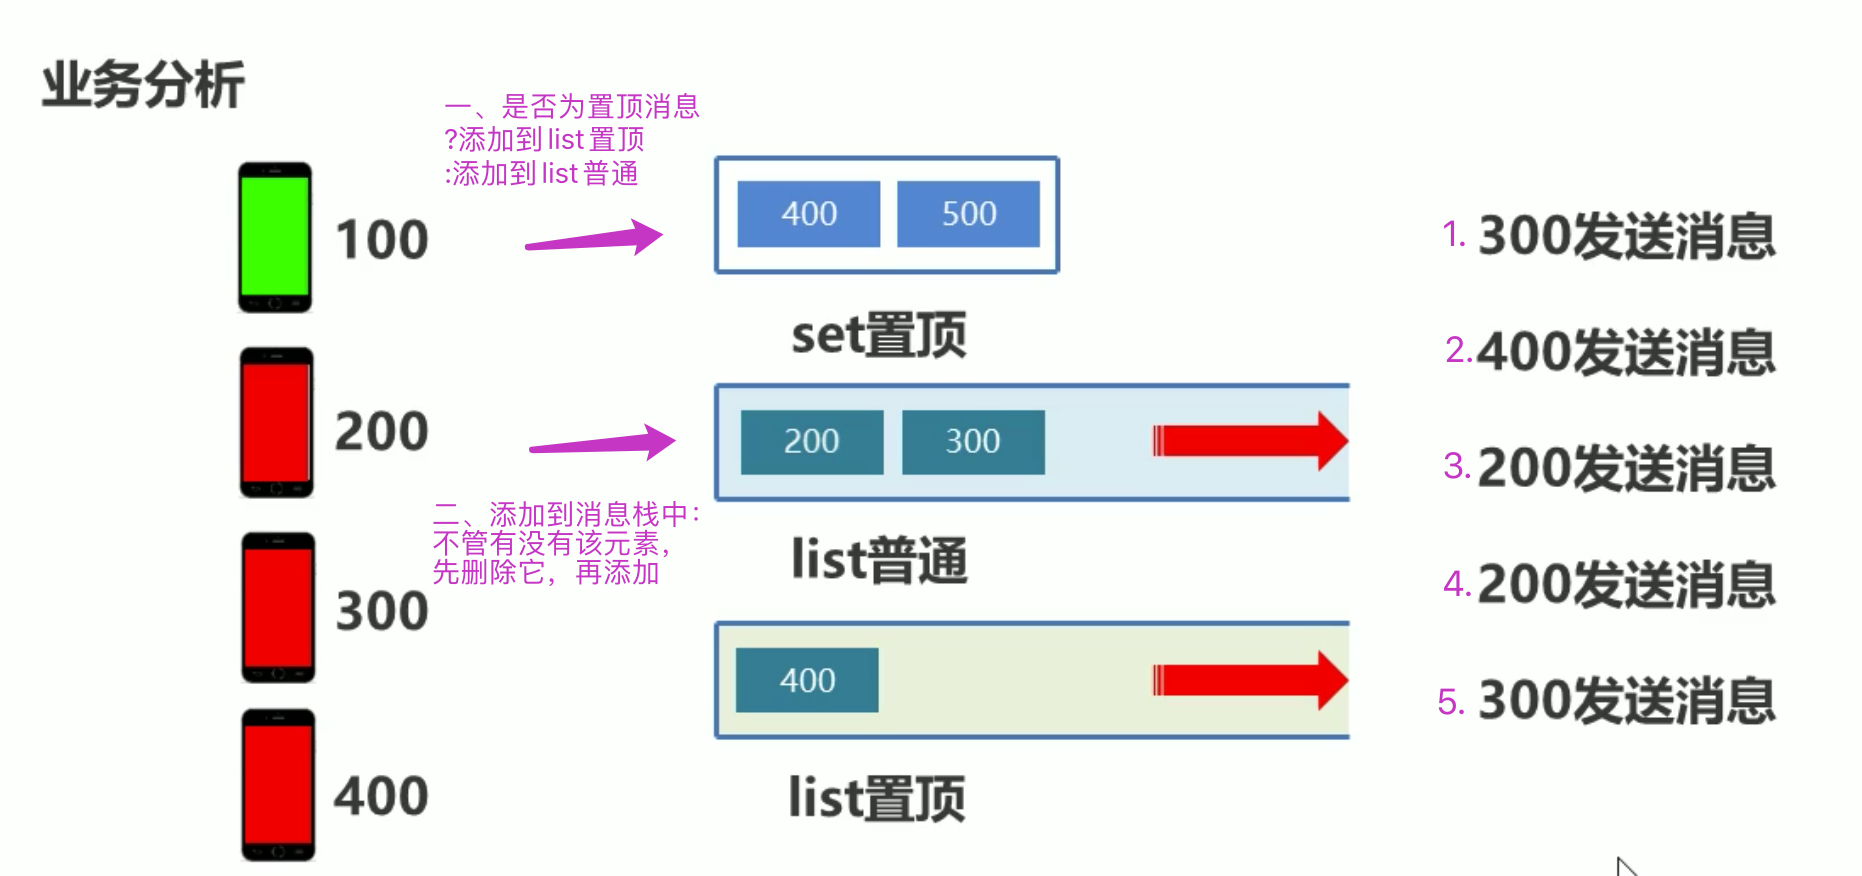 业务分析
一、是否为置顶消息
?添加到list置顶
:添加到list普通
100
200
300
400
400 500
set置顶
二、添加到消息栈中：
不管有没有该元素，
先删除它，再添加
200 300
list普通
400
list置顶
1. 300发送消息
2.400发送消息
3.200发送消息
4.200发送消息
5. 300发送消息